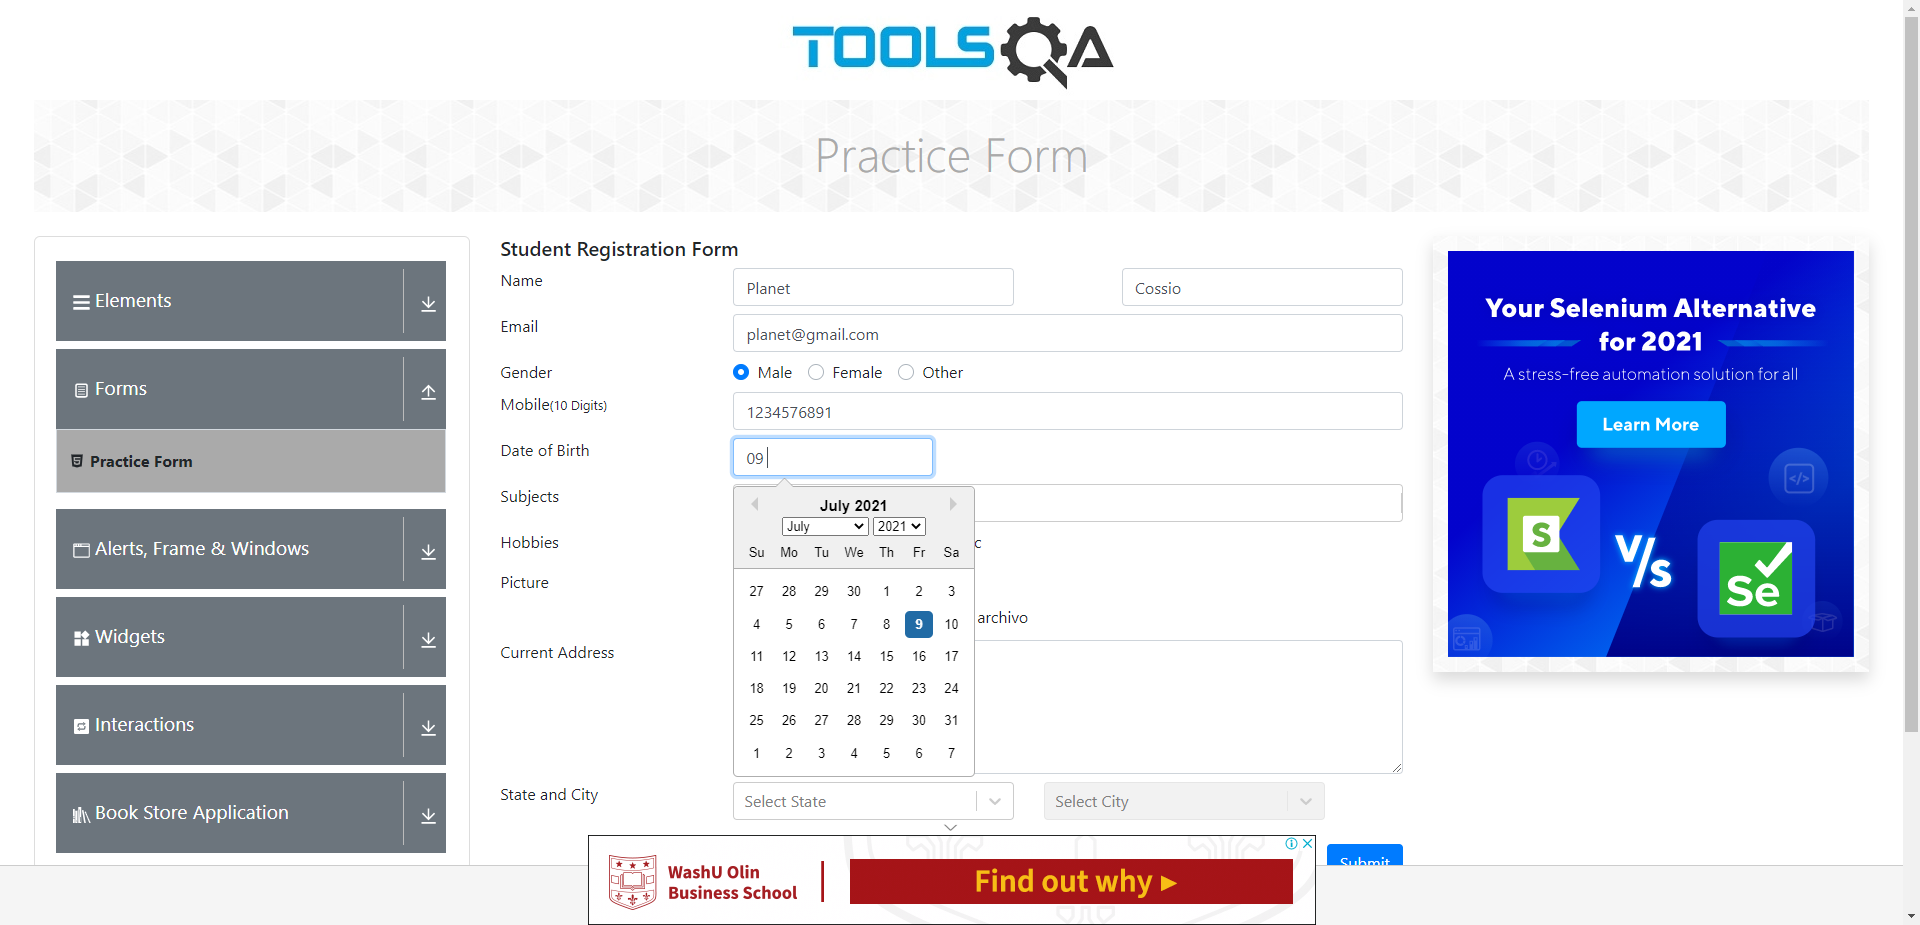 TOOLSQA
Practice Form
Elements
Forms
Practice Form
Alerts, Frame & Windows
Widgets
Interactions
Book Store Application
Student Registration Form
Name
Planet
Cossio
Email
planet@gmail.com
Gender
Male
Female
Other
Mobile(10 Digits)
1234576891
Date of Birth
09
July 2021
July
2021
Su Mo Tu We Th Fr Sa
27 28 29 30 1 2 3
4 5 6 7 8 9 10
11 12 13 14 15 16 17
18 19 20 21 22 23 24
25 26 27 28 29 30 31
1 2 3 4 5 6 7
Subjects
Hobbies
c
Picture
archivo
Current Address
State and City
Select State
Select City
Submit
Your Selenium Alternative
for 2021
A stress-free automation solution for all
Learn More
S
V/s
Se
WashU Olin
Business School
Find out why ▸